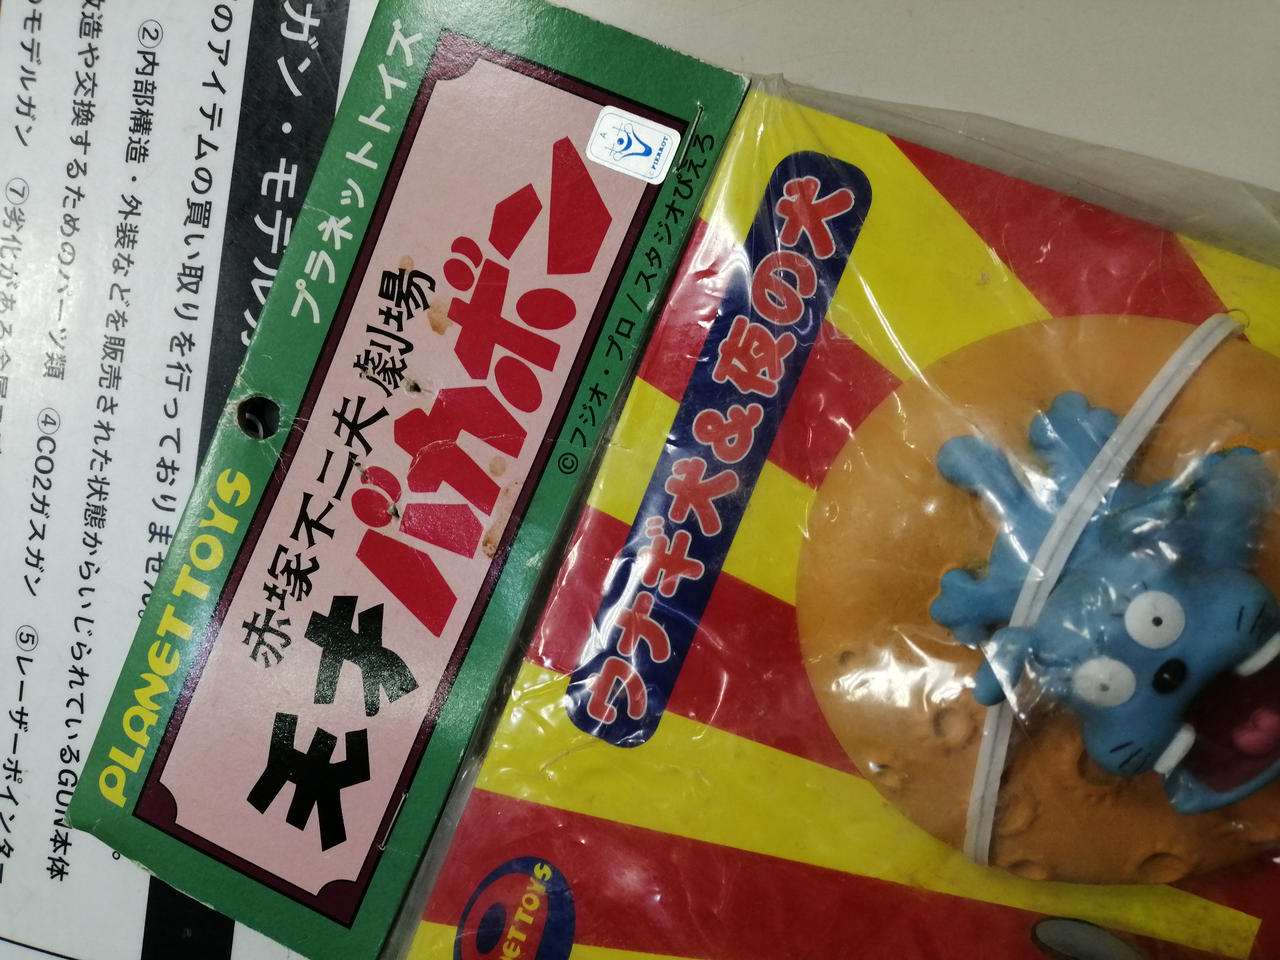 プラネットトイズ
PLANET TOYS
赤塚不二夫劇場
天才
バカボン
©フジオ・プロ/スタジオぴえろ
©PIERROT
ウナギ犬&夜の犬
NET TOYS
ガン・モデルガ
のアイテムの買い取りを行っておりません。
②内部構造・外装などを販売された状態からいじられているGUN本体
改造や交換するためのパーツ類 ④CO2ガスガン ⑤レーザーポインター
モデルガン ⑦劣化がある